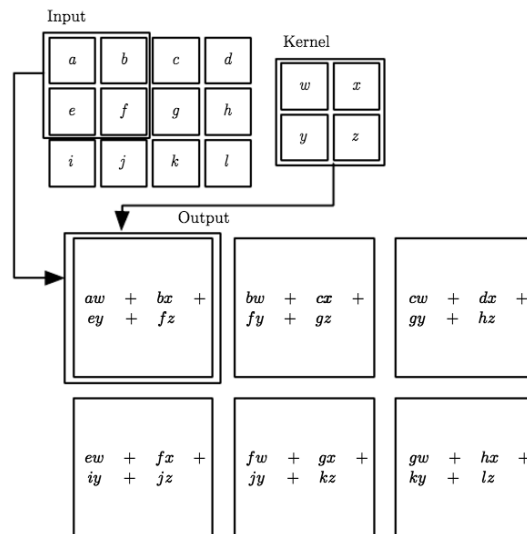 Input
a b c d
Kernel
w x
e f g h
y z
i j k l
Output
aw + bx +
ey + fz
bw + cx +
fy + gz
cw + dx +
gy + hz
ew + fx +
iy + jz
fw + gx +
jy + kz
gw + hx +
ky + lz